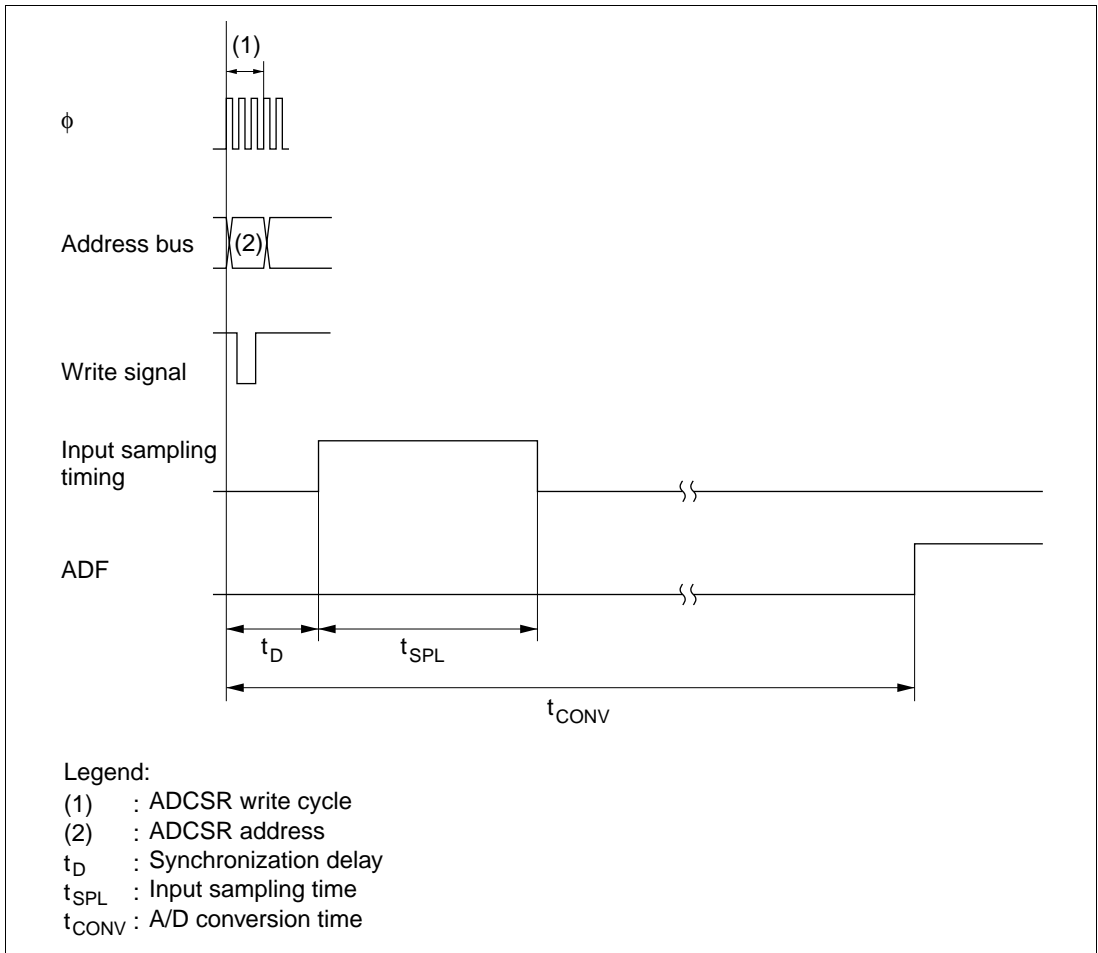 (1)
ϕ
Address bus
(2)
Write signal
Input sampling
timing
ADF
tD
tSPL
tCONV
Legend:
(1) : ADCSR write cycle
(2) : ADCSR address
tD : Synchronization delay
tSPL : Input sampling time
tCONV : A/D conversion time